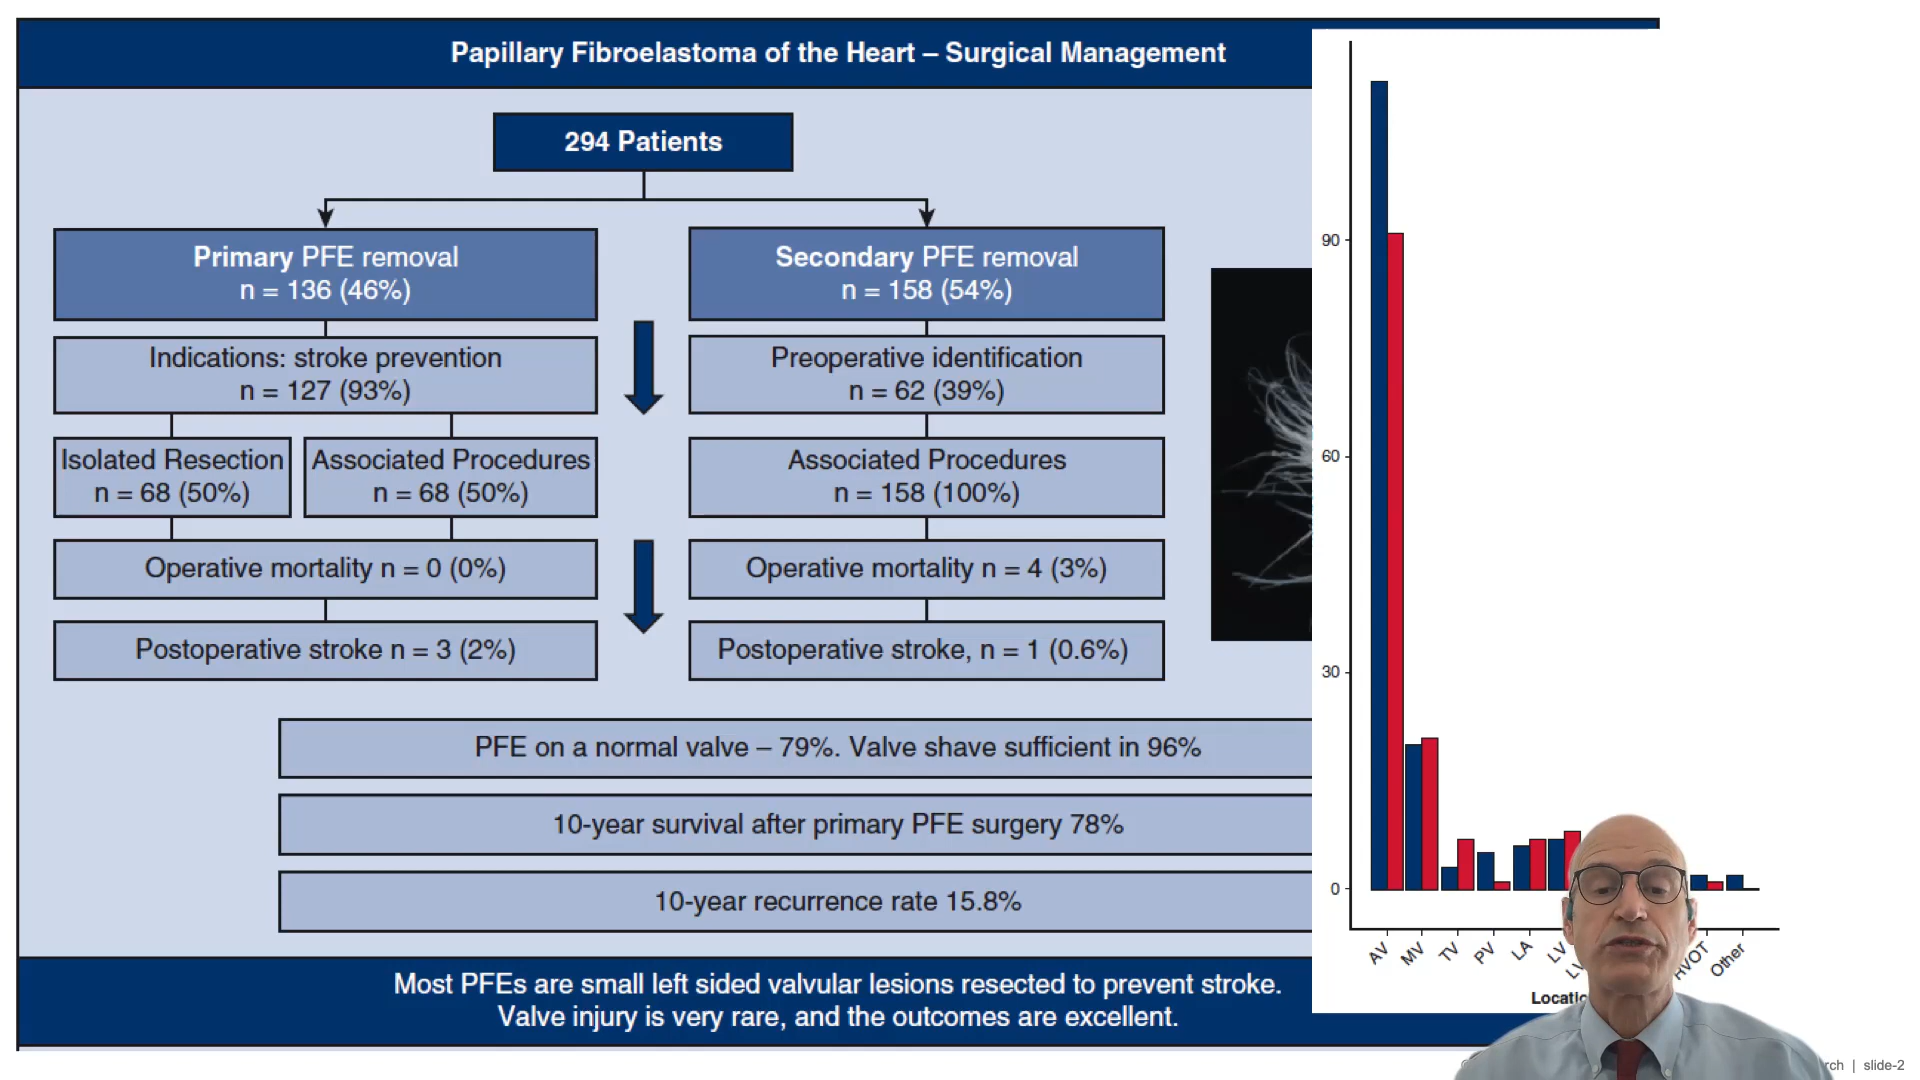 Papillary Fibroelastoma of the Heart – Surgical Management
294 Patients
Primary PFE removal
n = 136 (46%)
Secondary PFE removal
n = 158 (54%)
Indications: stroke prevention
n = 127 (93%)
Preoperative identification
n = 62 (39%)
Isolated Resection
n = 68 (50%)
Associated Procedures
n = 68 (50%)
Associated Procedures
n = 158 (100%)
Operative mortality n = 0 (0%)
Operative mortality n = 4 (3%)
Postoperative stroke n = 3 (2%)
Postoperative stroke, n = 1 (0.6%)
PFE on a normal valve – 79%. Valve shave sufficient in 96%
10-year survival after primary PFE surgery 78%
10-year recurrence rate 15.8%
Most PFEs are small left sided valvular lesions resected to prevent stroke.
Valve injury is very rare, and the outcomes are excellent.
90
60
30
0
AV
MV
TV
PV
LA
LV
Other
| slide-2